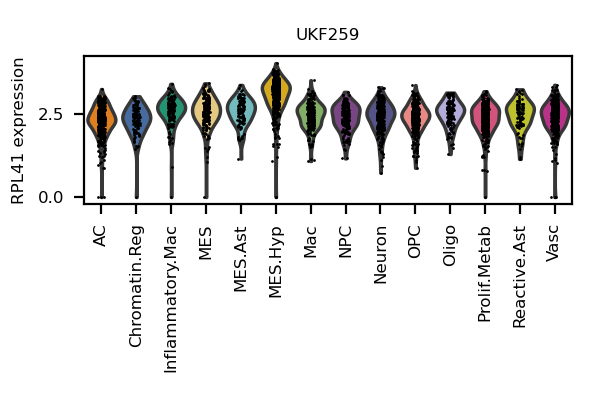 UKF259
RPL41 expression
2.5
0.0
AC
Chromatin.Reg
Inflammatory.Mac
MES
MES.Ast
MES.Hyp
Mac
NPC
Neuron
OPC
Oligo
Prolif.Metab
Reactive.Ast
Vasc